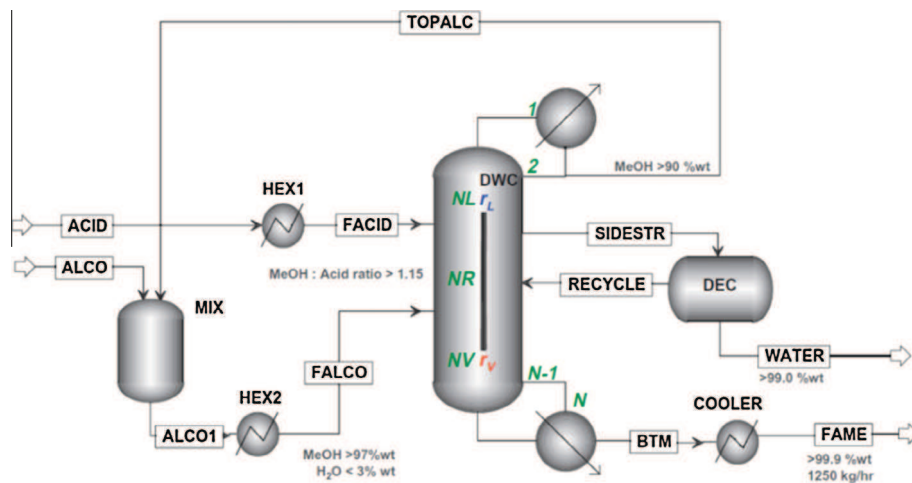 TOPALC
1
DWC
2
MeOH >90 %wt
HEX1
NL r_L
ACID
FACID
SIDESTR
ALCO
MeOH : Acid ratio > 1.15
NR
RECYCLE
DEC
MIX
FALCO
NV r_V
N-1
WATER
>99.0 %wt
HEX2
N
COOLER
ALCO1
BTM
FAME
MeOH >97%wt
H₂O < 3% wt
>99.9 %wt
1250 kg/hr